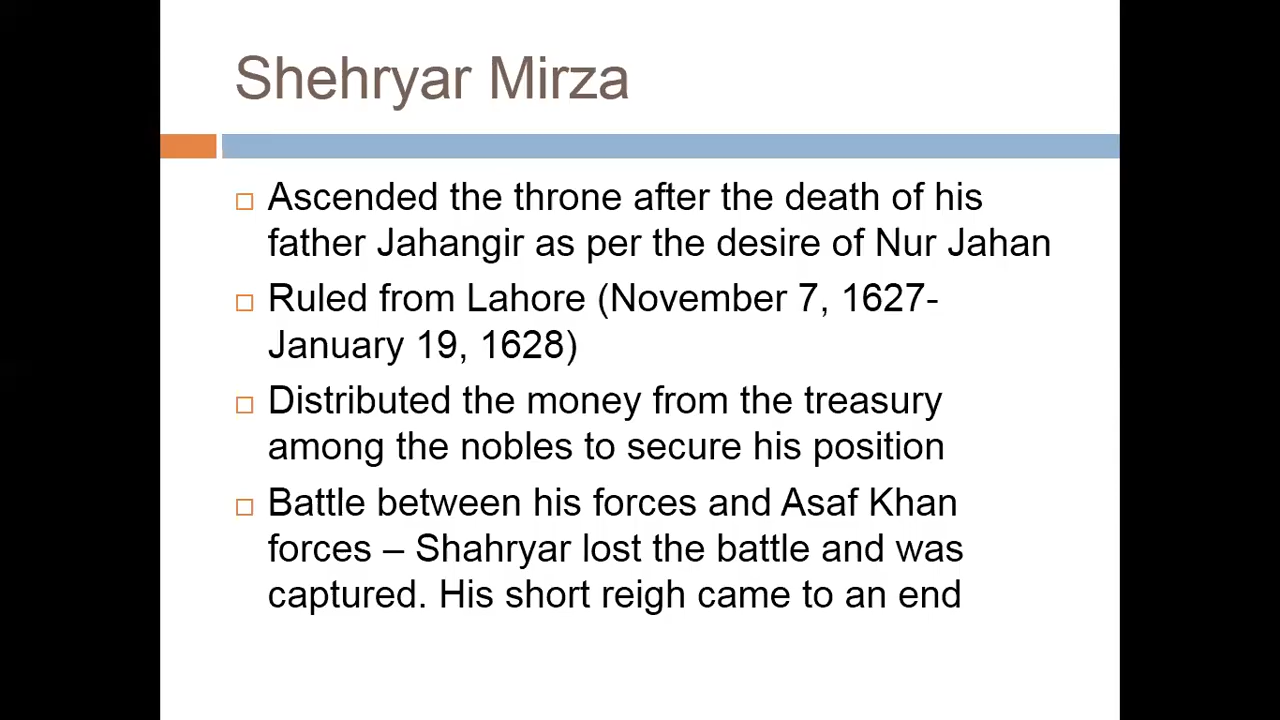 Shehryar Mirza
Ascended the throne after the death of his
father Jahangir as per the desire of Nur Jahan
Ruled from Lahore (November 7, 1627-
January 19, 1628)
Distributed the money from the treasury
among the nobles to secure his position
Battle between his forces and Asaf Khan
forces – Shahryar lost the battle and was
captured. His short reigh came to an end